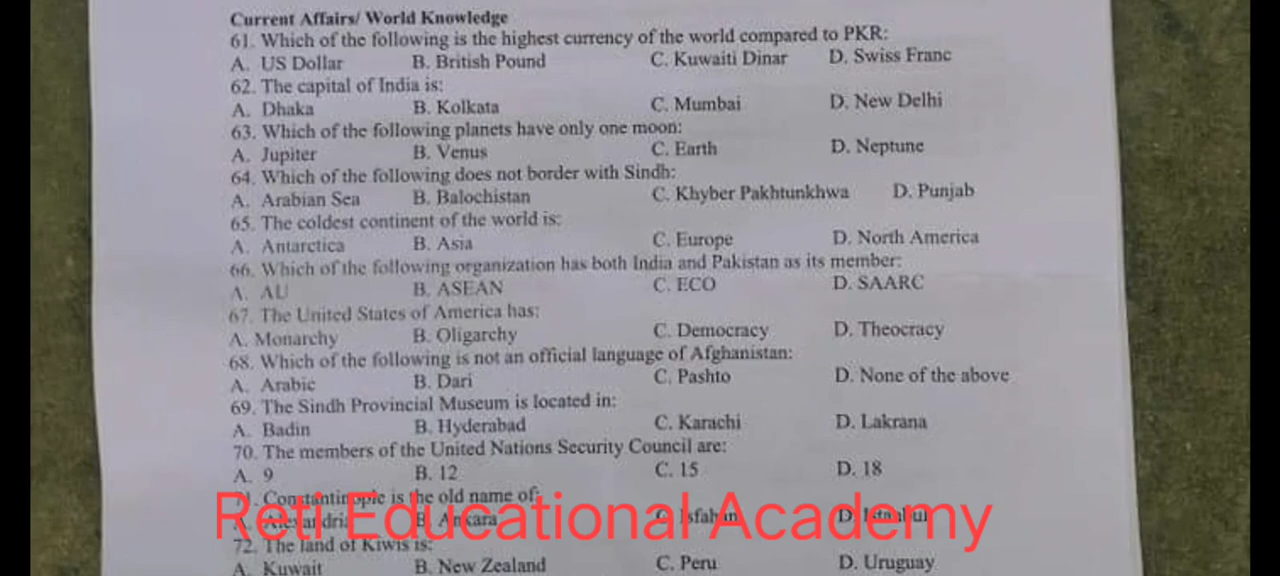 Current Affairs/ World Knowledge
61. Which of the following is the highest currency of the world compared to PKR:
A. US Dollar B. British Pound C. Kuwaiti Dinar D. Swiss Franc
62. The capital of India is:
A. Dhaka B. Kolkata C. Mumbai D. New Delhi
63. Which of the following planets have only one moon:
A. Jupiter B. Venus C. Earth D. Neptune
64. Which of the following does not border with Sindh:
A. Arabian Sea B. Balochistan C. Khyber Pakhtunkhwa D. Punjab
65. The coldest continent of the world is:
A. Antarctica B. Asia C. Europe D. North America
66. Which of the following organization has both India and Pakistan as its member:
A. AU B. ASEAN C. ECO D. SAARC
67. The United States of America has:
A. Monarchy B. Oligarchy C. Democracy D. Theocracy
68. Which of the following is not an official language of Afghanistan:
A. Arabic B. Dari C. Pashto D. None of the above
69. The Sindh Provincial Museum is located in:
A. Badin B. Hyderabad C. Karachi D. Lakrana
70. The members of the United Nations Security Council are:
A. 9 B. 12 C. 15 D. 18
71. Constantinople is the old name of:
A. Alexandria B. Ankara C. Isfahan D. Istanbul
Reti Educational Academy
72. The land of Kiwis is:
A. Kuwait B. New Zealand C. Peru D. Uruguay